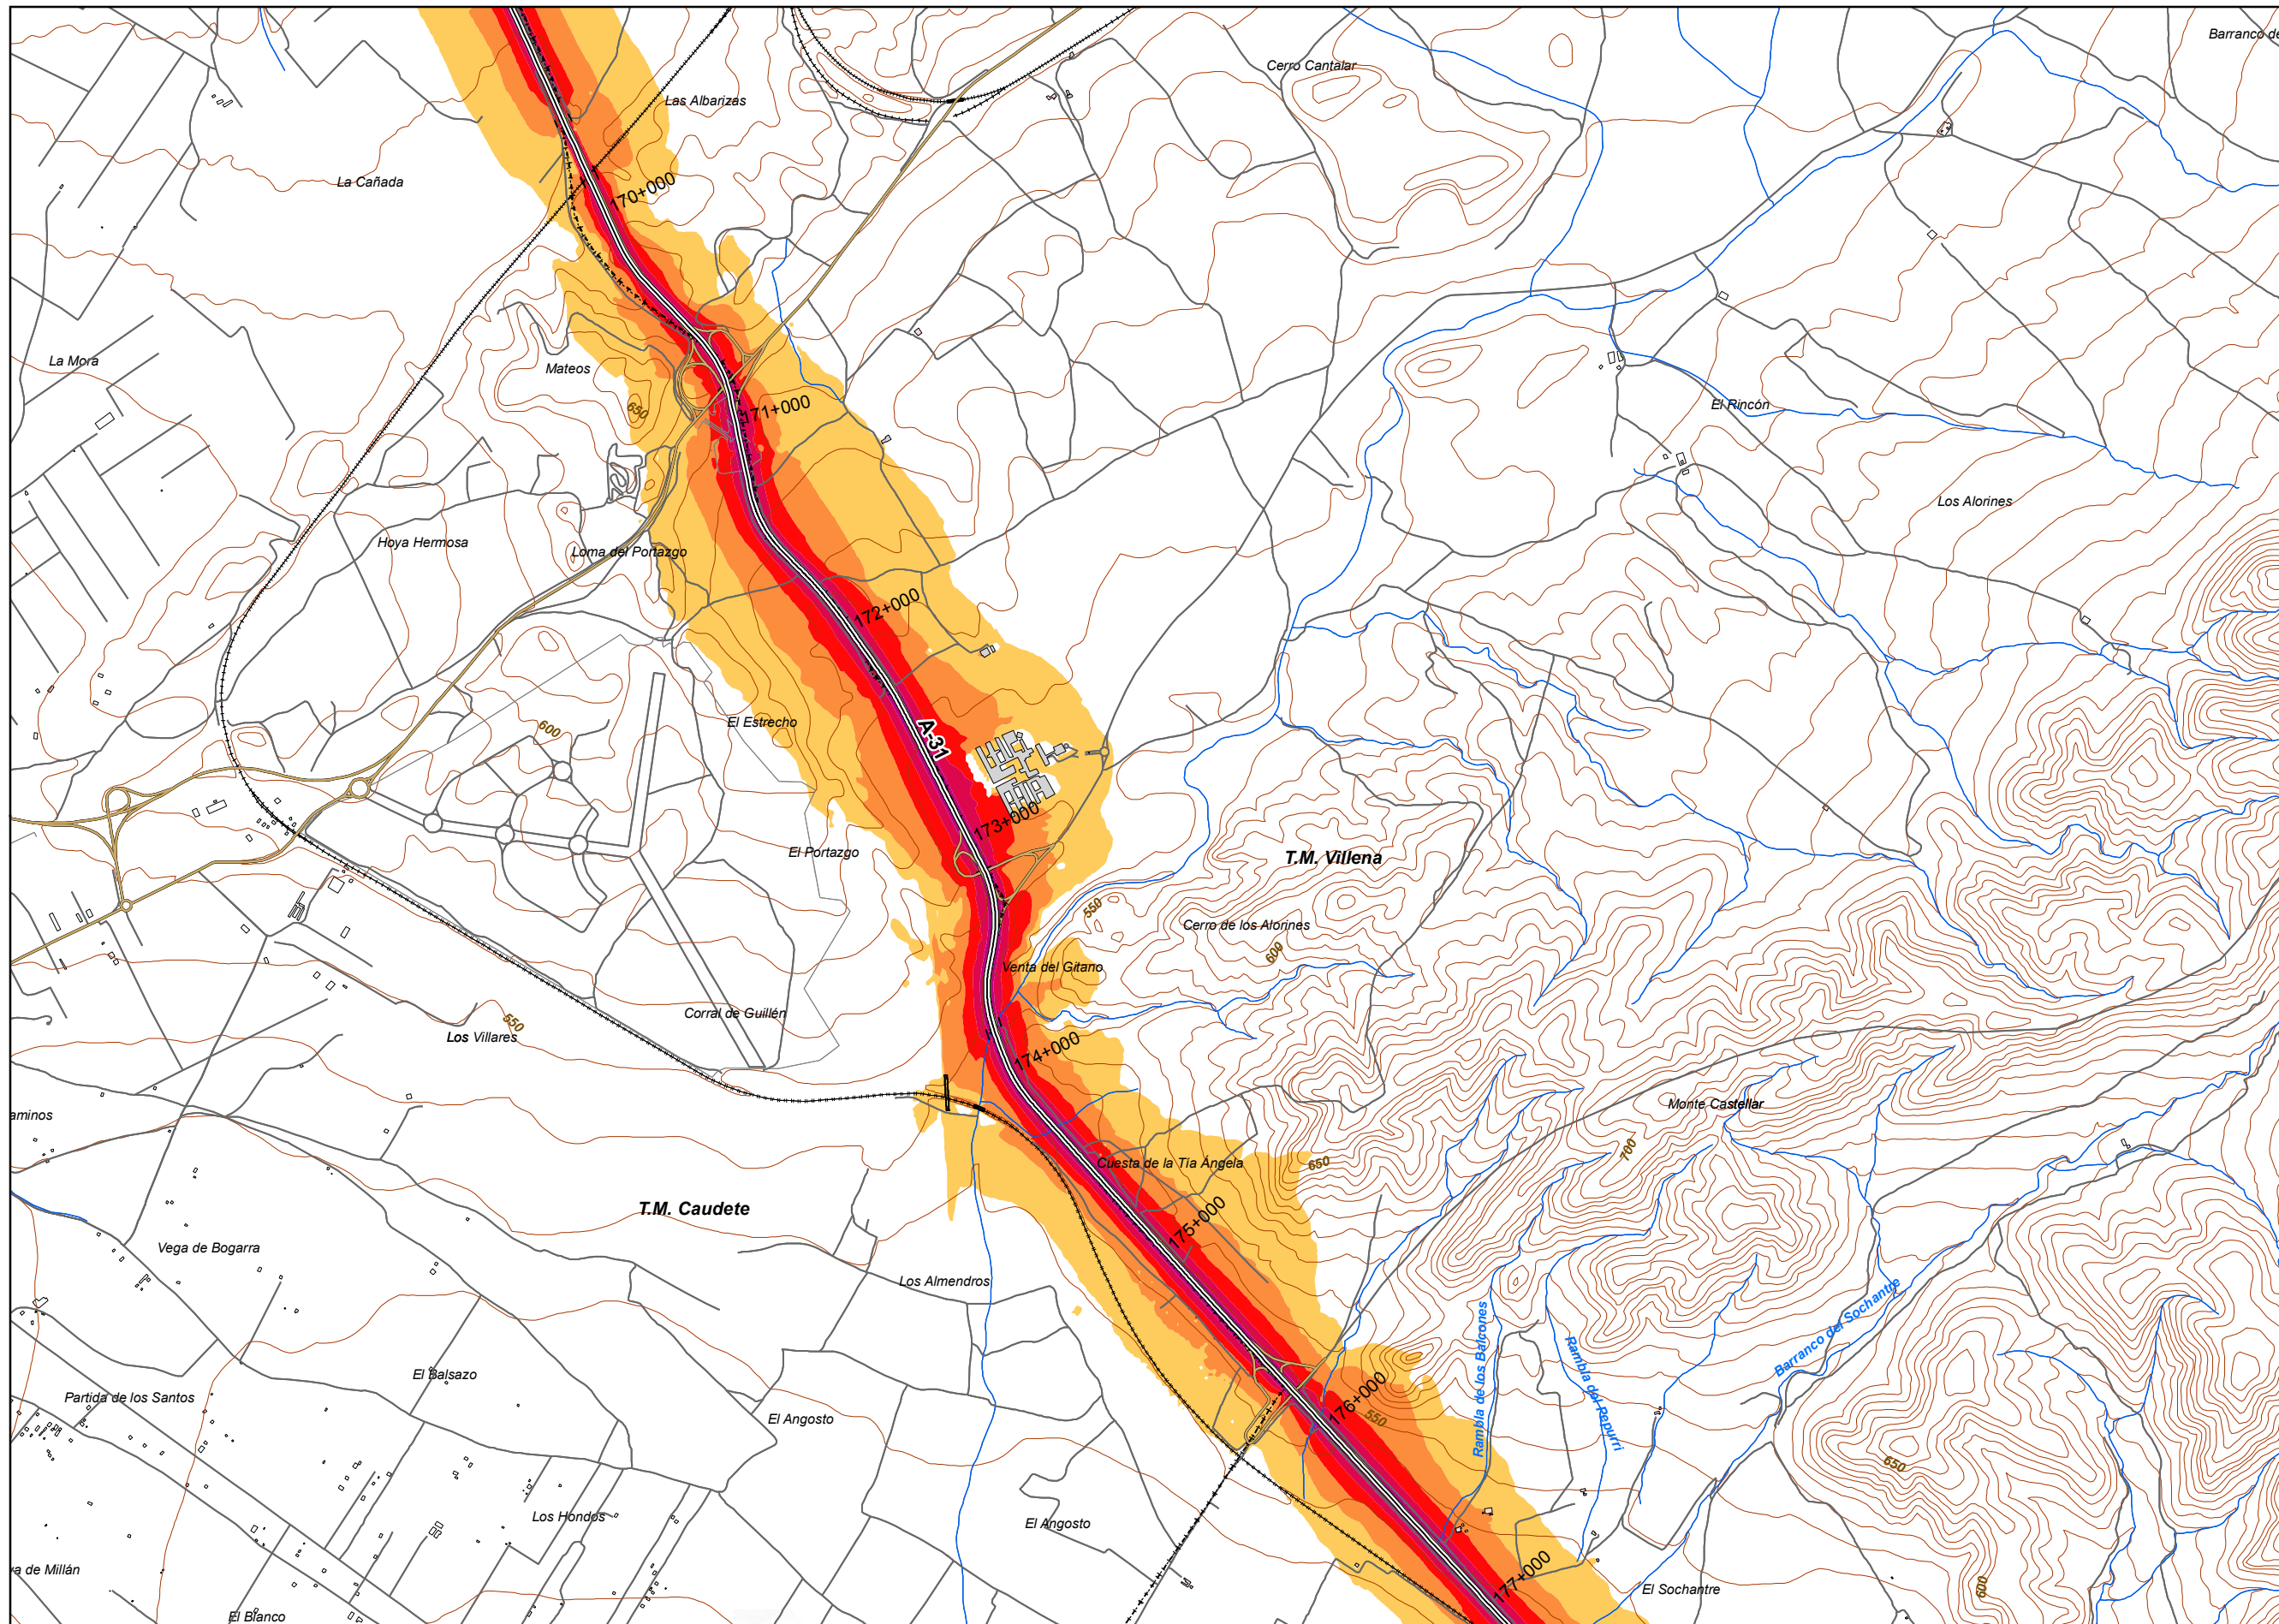 Cerro Cantalar
Las Albarizas
La Cañada
170+000
La Mora
Mateos
650
171+000
El Rincón
Los Alorines
Hoya Hermosa
Loma del Portazgo
172+000
El Estrecho
600
A-31
173+000
El Portazgo
T.M. Villena
550
Cerro de los Alorines
600
Venta del Gitano
Corral de Guillén
550
Los Villares
174+000
Monte Castellar
aminos
700
Cuesta de la Tía Ángela
650
T.M. Caudete
175+000
Vega de Bogarra
Los Almendros
Barranco del Sochantre
Rambla de los Balcones
Rambla del Pepurri
El Balsazo
Partida de los Santos
176+000
550
El Angosto
650
Los Hondos
El Angosto
177+000
a de Millán
El Sochantre
600
El Blanco
Barranco de